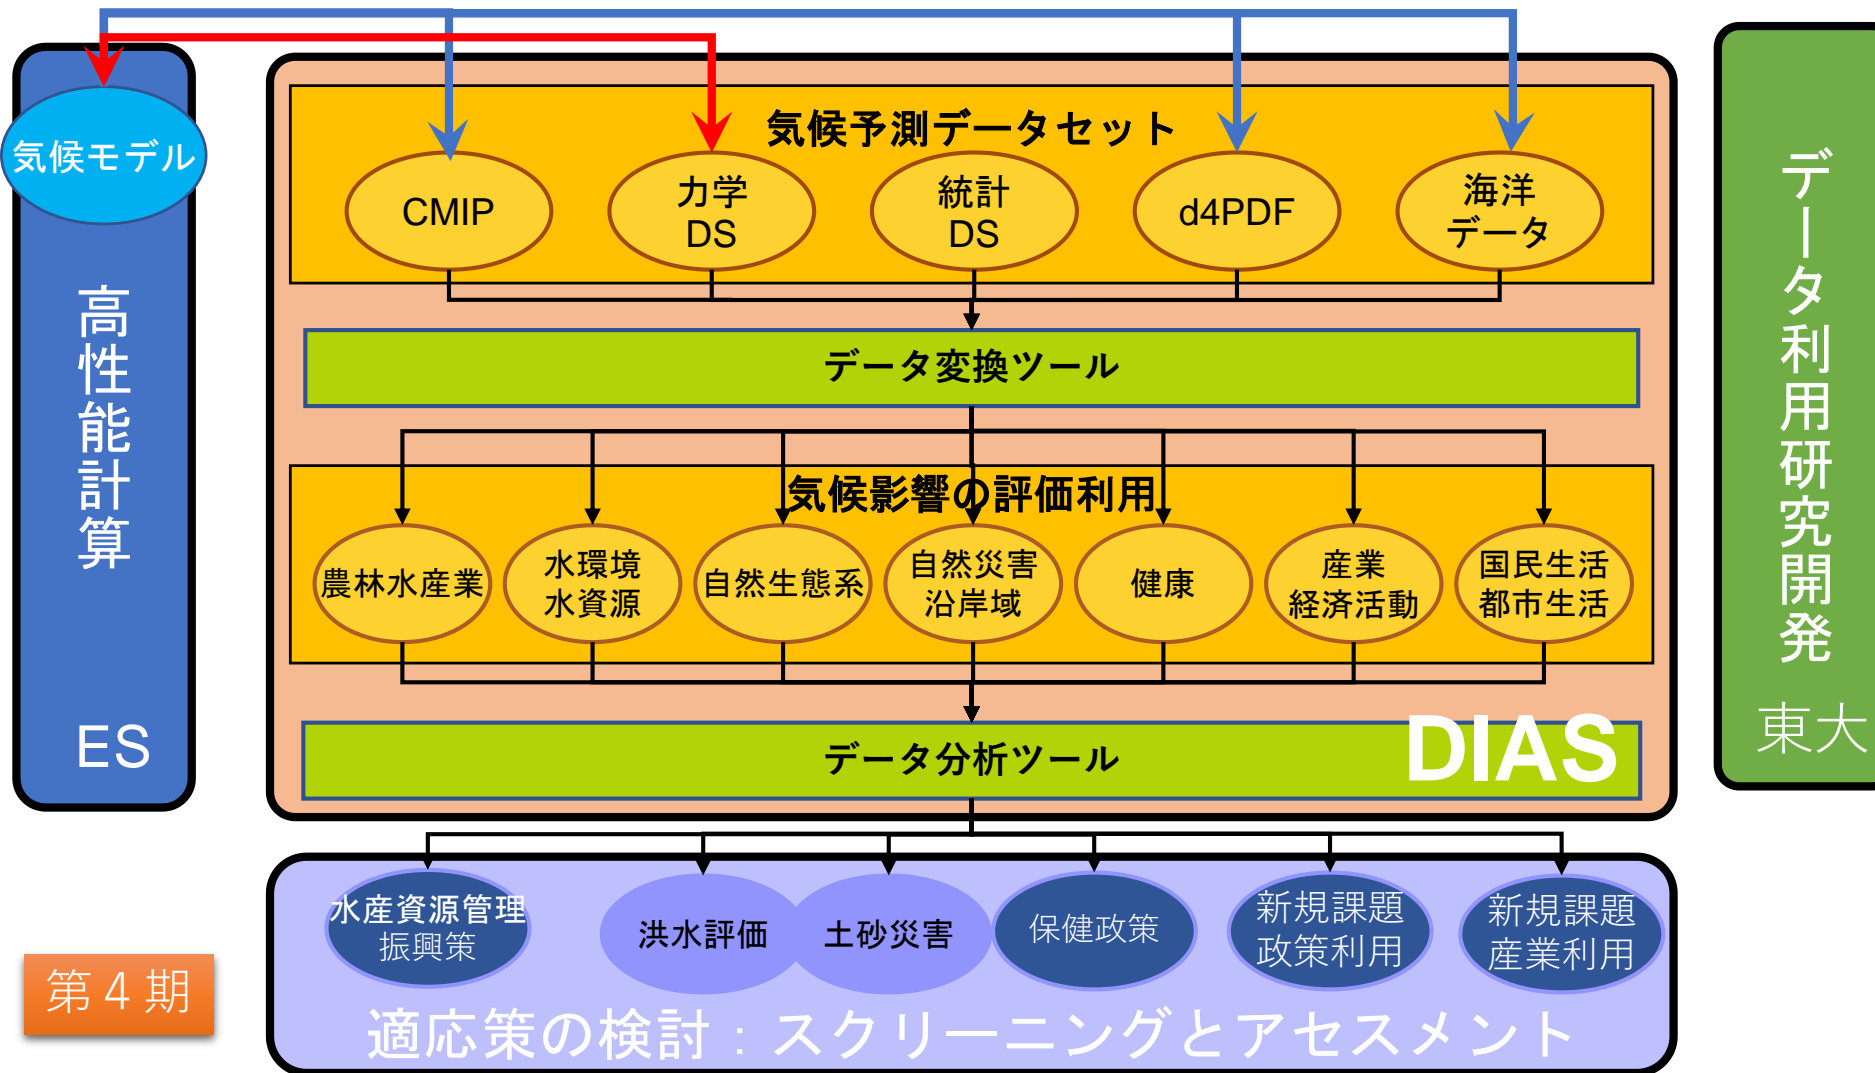 気候モデル
高性能計算
ES
気候予測データセット
CMIP
力学
DS
統計
DS
d4PDF
海洋
データ
データ変換ツール
気候影響の評価利用
農林水産業
水環境
水資源
自然生態系
自然災害
沿岸域
健康
産業
経済活動
国民生活
都市生活
データ分析ツール
DIAS
データ利用研究開発
東大
水産資源管理
振興策
洪水評価
土砂災害
保健政策
新規課題
政策利用
新規課題
産業利用
適応策の検討：スクリーニングとアセスメント
第４期